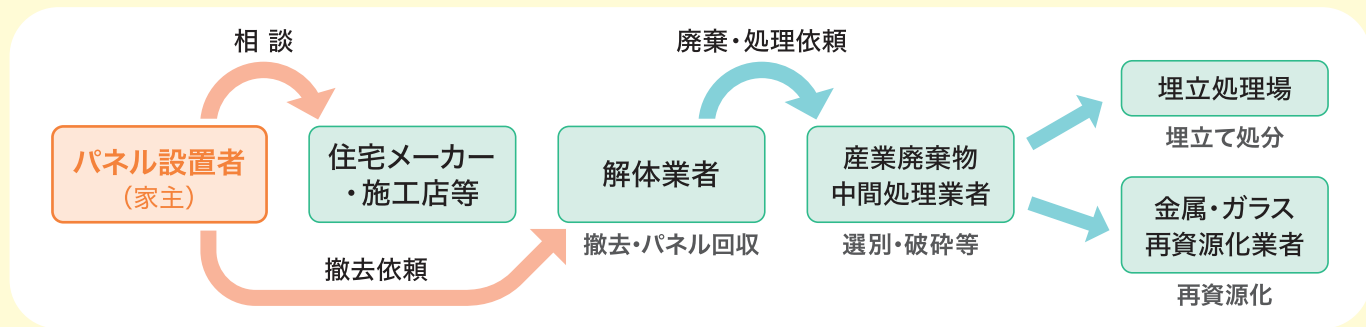 相 談
廃棄・処理依頼
パネル設置者
（家主）
住宅メーカー
・施工店等
解体業者
産業廃棄物
中間処理業者
埋立処理場
埋立て処分
金属・ガラス
再資源化業者
再資源化
撤去・パネル回収
選別・破砕等
撤去依頼